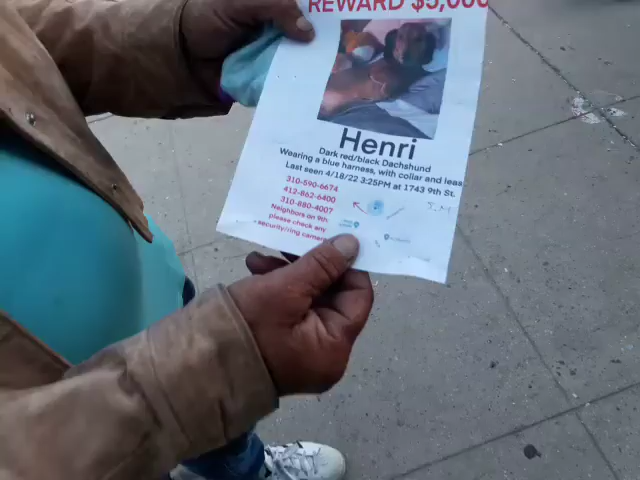 REWARD $5,000
Henri
Dark red/black Dachshund
Wearing a blue harness, with collar and leas
Last seen 4/18/22 3:25PM at 1743 9th St.
310-590-6674
412-862-6400
310-880-4007
Neighbors on 9th
please check any
security/ring camera